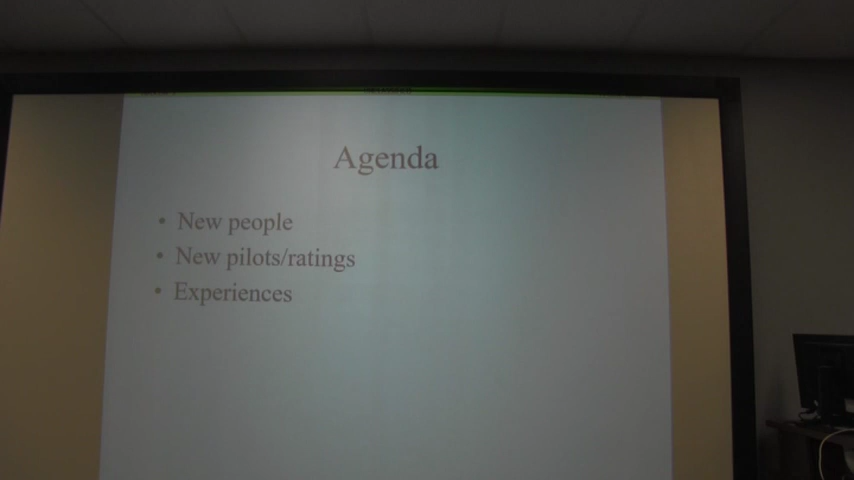 Agenda
• New people
• New pilots/ratings
• Experiences